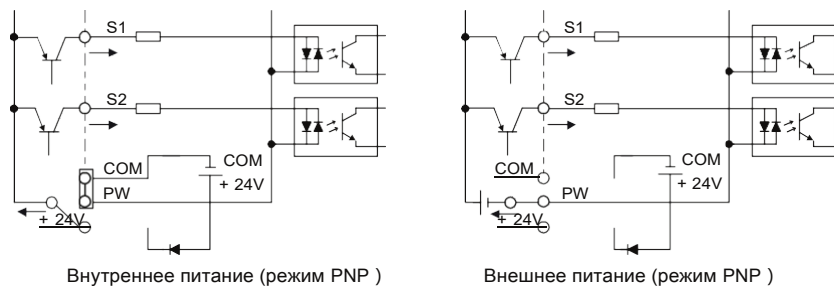 S1
S2
COM
COM
+ 24V
PW
+ 24V
Внутреннее питание (режим PNP )
S1
S2
COM
COM
+ 24V
PW
+ 24V
Внешнее питание (режим PNP )